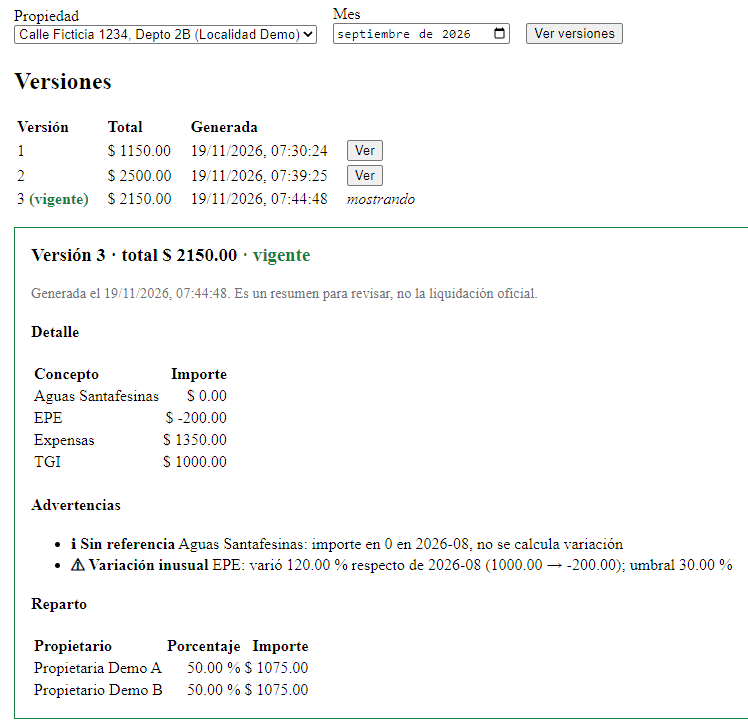 Propiedad Mes
Calle Ficticia 1234, Depto 2B (Localidad Demo) septiembre de 2026 Ver versiones
Versiones
Versión Total Generada
1 $ 1150.00 19/11/2026, 07:30:24 Ver
2 $ 2500.00 19/11/2026, 07:39:25 Ver
3 (vigente) $ 2150.00 19/11/2026, 07:44:48 mostrando
Versión 3 · total $ 2150.00 · vigente
Generada el 19/11/2026, 07:44:48. Es un resumen para revisar, no la liquidación oficial.
Detalle
Concepto Importe
Aguas Santafesinas $ 0.00
EPE $ -200.00
Expensas $ 1350.00
TGI $ 1000.00
Advertencias
• ℹ Sin referencia Aguas Santafesinas: importe en 0 en 2026-08, no se calcula variación
• ⚠ Variación inusual EPE: varió 120.00 % respecto de 2026-08 (1000.00 → -200.00); umbral 30.00 %
Reparto
Propietario Porcentaje Importe
Propietaria Demo A 50.00 % $ 1075.00
Propietario Demo B 50.00 % $ 1075.00